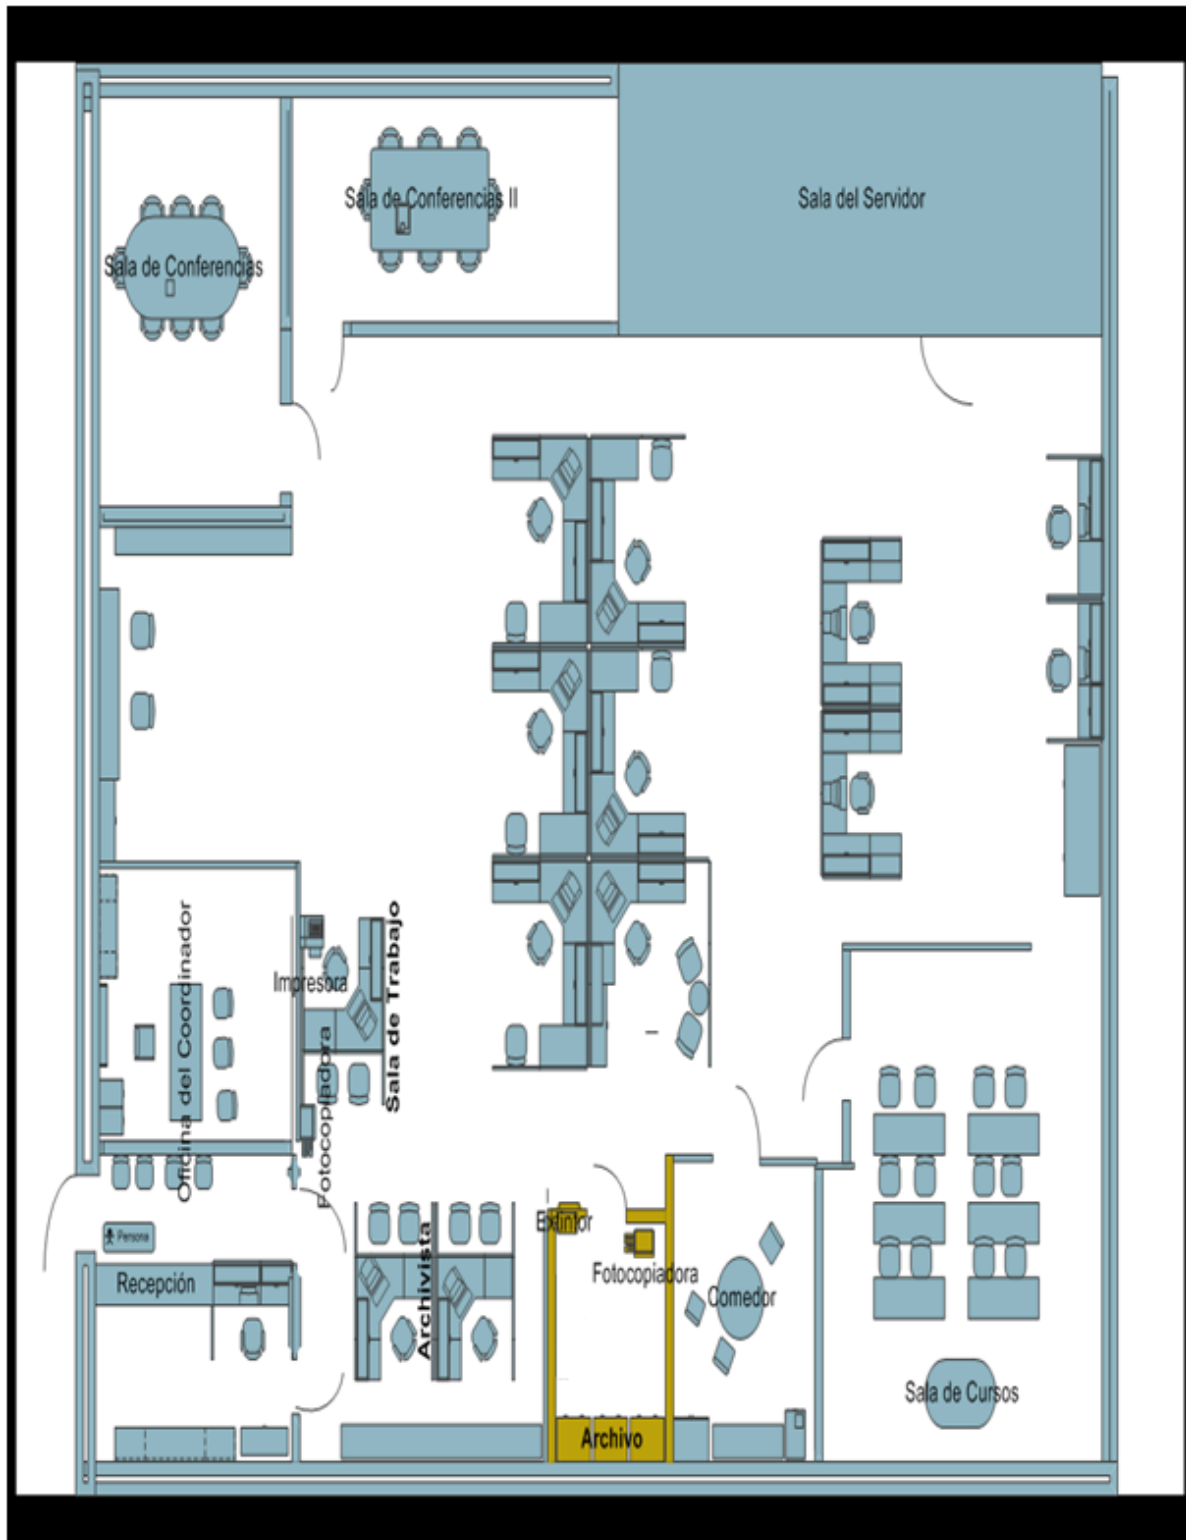 Sala de Conferencias II
Sala del Servidor
Sala de Conferencias
Oficina del Coordinador
Impresora
Sala de Trabajo
Fotocopiadora
Persona
Recepción
Archivista
Extintor
Fotocopiadora
Comedor
Sala de Cursos
Archivo